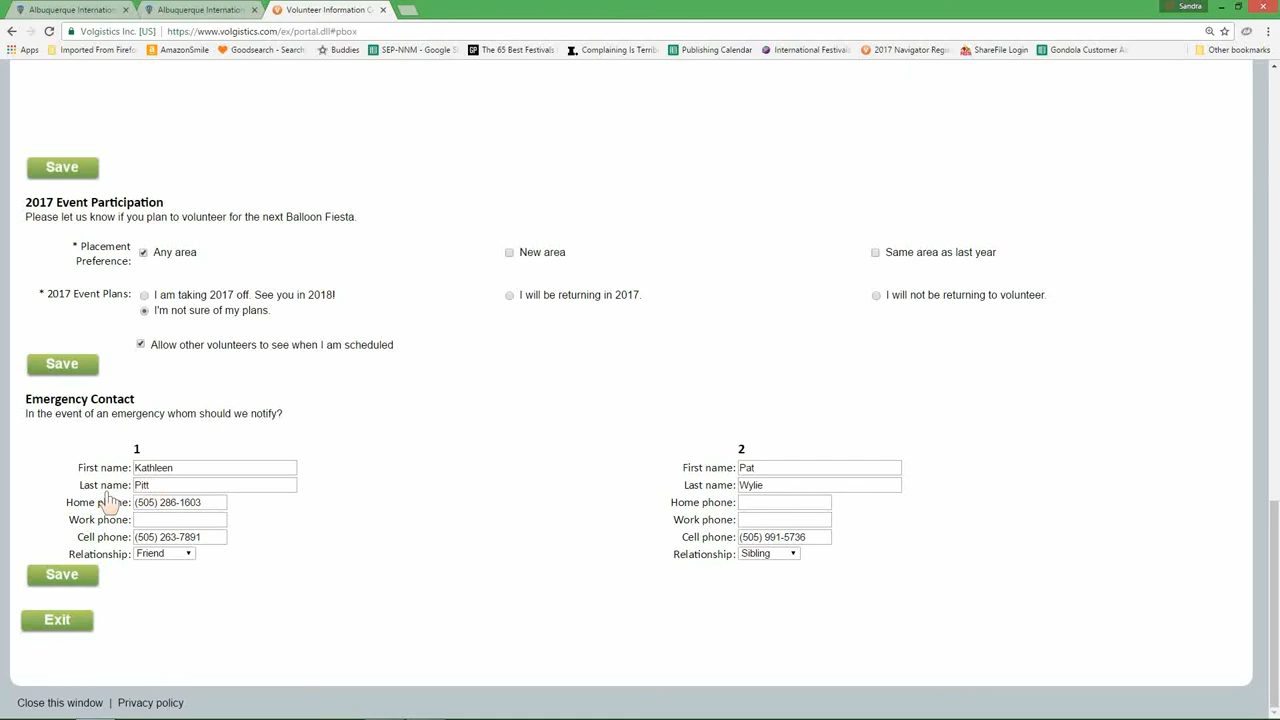 Albuquerque Internation
Albuquerque Internation
Volunteer Information C
Sandra
Volgistics Inc. [US] https://www.volgistics.com/ex/portal.dll#pbox
Apps Imported From Firefo AmazonSmile Goodsearch - Search Buddies SEP-NNM - Google S GP The 65 Best Festivals Complaining Is Terrib Publishing Calendar International Festivals 2017 Navigator Regis ShareFile Login Gondola Customer Ac Other bookmarks
Save
2017 Event Participation
Please let us know if you plan to volunteer for the next Balloon Fiesta.
* Placement
Preference:
Any area New area Same area as last year
* 2017 Event Plans: I am taking 2017 off. See you in 2018! I will be returning in 2017. I will not be returning to volunteer.
I'm not sure of my plans.
Allow other volunteers to see when I am scheduled
Save
Emergency Contact
In the event of an emergency whom should we notify?
1 2
First name: Kathleen First name: Pat
Last name: Pitt Last name: Wylie
Home phone: (505) 286-1603 Home phone:
Work phone: Work phone:
Cell phone: (505) 263-7891 Cell phone: (505) 991-5736
Relationship: Friend Relationship: Sibling
Save
Exit
Close this window | Privacy policy